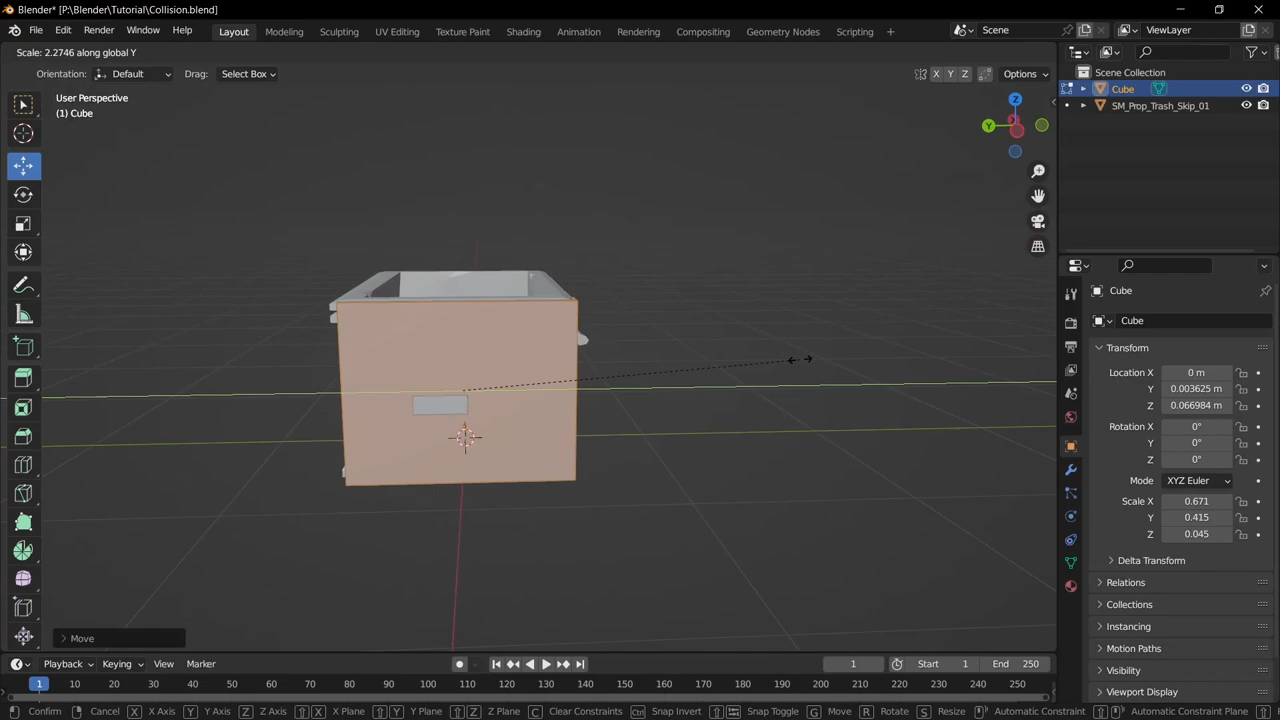 Blender* [P:\Blender\Tutorial\Collision.blend]
File Edit Render Window Help Layout Modeling Sculpting UV Editing Texture Paint Shading Animation Rendering Compositing Geometry Nodes Scripting + Scene ViewLayer
Scale: 2.2746 along global Y
Orientation: Default Drag: Select Box X Y Z Options
Scene Collection
Cube
SM_Prop_Trash_Skip_01
User Perspective
(1) Cube
Z
Y
Cube
Cube
Transform
Location X 0 m
Y 0.003625 m
Z 0.066984 m
Rotation X 0°
Y 0°
Z 0°
Mode XYZ Euler
Scale X 0.671
Y 0.415
Z 0.045
Delta Transform
Relations
Collections
Instancing
Motion Paths
Visibility
Viewport Display
Move
Playback Keying View Marker 1 Start 1 End 250
1 10 20 30 40 50 60 70 80 90 100 110 120 130 140 150 160 170 180 190 200 210 220 230 240 250
Confirm Cancel X X Axis Y Y Axis Z Z Axis X X Plane Y Y Plane Z Z Plane C Clear Constraints Ctrl Snap Invert Snap Toggle G Move R Rotate S Resize Automatic Constraint Automatic Constraint Plane